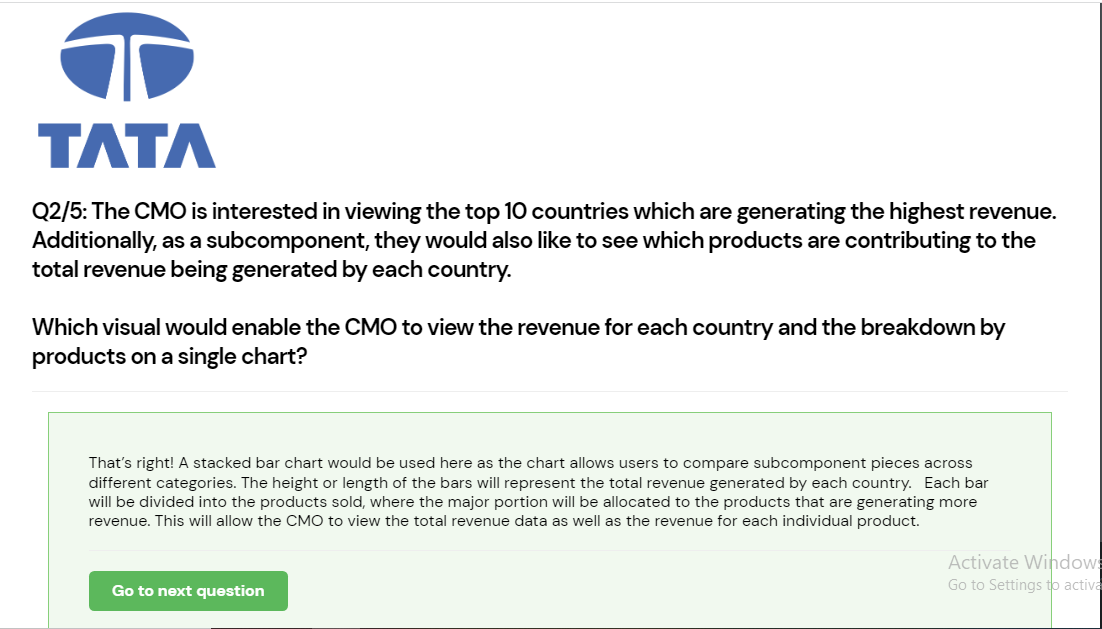 TATA
Q2/5: The CMO is interested in viewing the top 10 countries which are generating the highest revenue.
Additionally, as a subcomponent, they would also like to see which products are contributing to the
total revenue being generated by each country.
Which visual would enable the CMO to view the revenue for each country and the breakdown by
products on a single chart?
That's right! A stacked bar chart would be used here as the chart allows users to compare subcomponent pieces across
different categories. The height or length of the bars will represent the total revenue generated by each country. Each bar
will be divided into the products sold, where the major portion will be allocated to the products that are generating more
revenue. This will allow the CMO to view the total revenue data as well as the revenue for each individual product.
Go to next question
Activate Windows
Go to Settings to activa